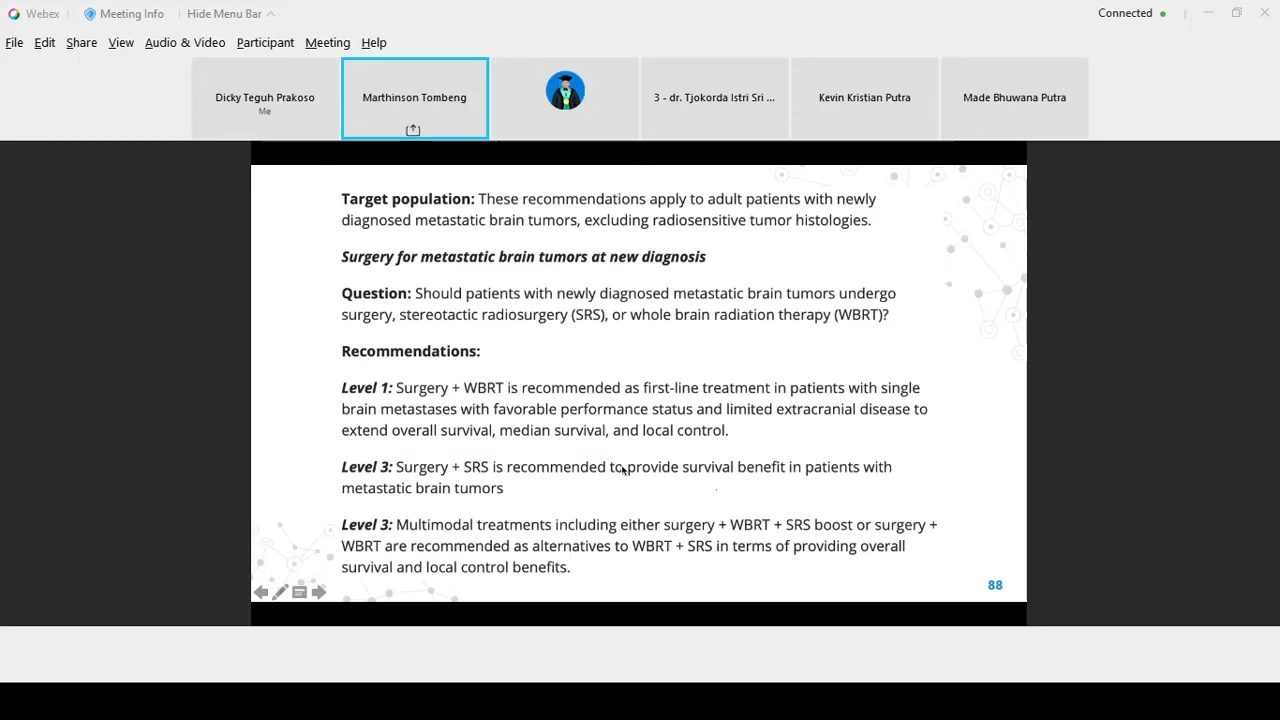 Webex
Meeting Info
Hide Menu Bar
Connected
File Edit Share View Audio & Video Participant Meeting Help
Dicky Teguh Prakoso
Me
Marthinson Tombeng
3 - dr. Tjokorda Istri Sri ...
Kevin Kristian Putra
Made Bhuwana Putra
Target population: These recommendations apply to adult patients with newly
diagnosed metastatic brain tumors, excluding radiosensitive tumor histologies.
Surgery for metastatic brain tumors at new diagnosis
Question: Should patients with newly diagnosed metastatic brain tumors undergo
surgery, stereotactic radiosurgery (SRS), or whole brain radiation therapy (WBRT)?
Recommendations:
Level 1: Surgery + WBRT is recommended as first-line treatment in patients with single
brain metastases with favorable performance status and limited extracranial disease to
extend overall survival, median survival, and local control.
Level 3: Surgery + SRS is recommended to provide survival benefit in patients with
metastatic brain tumors
Level 3: Multimodal treatments including either surgery + WBRT + SRS boost or surgery +
WBRT are recommended as alternatives to WBRT + SRS in terms of providing overall
survival and local control benefits.
88